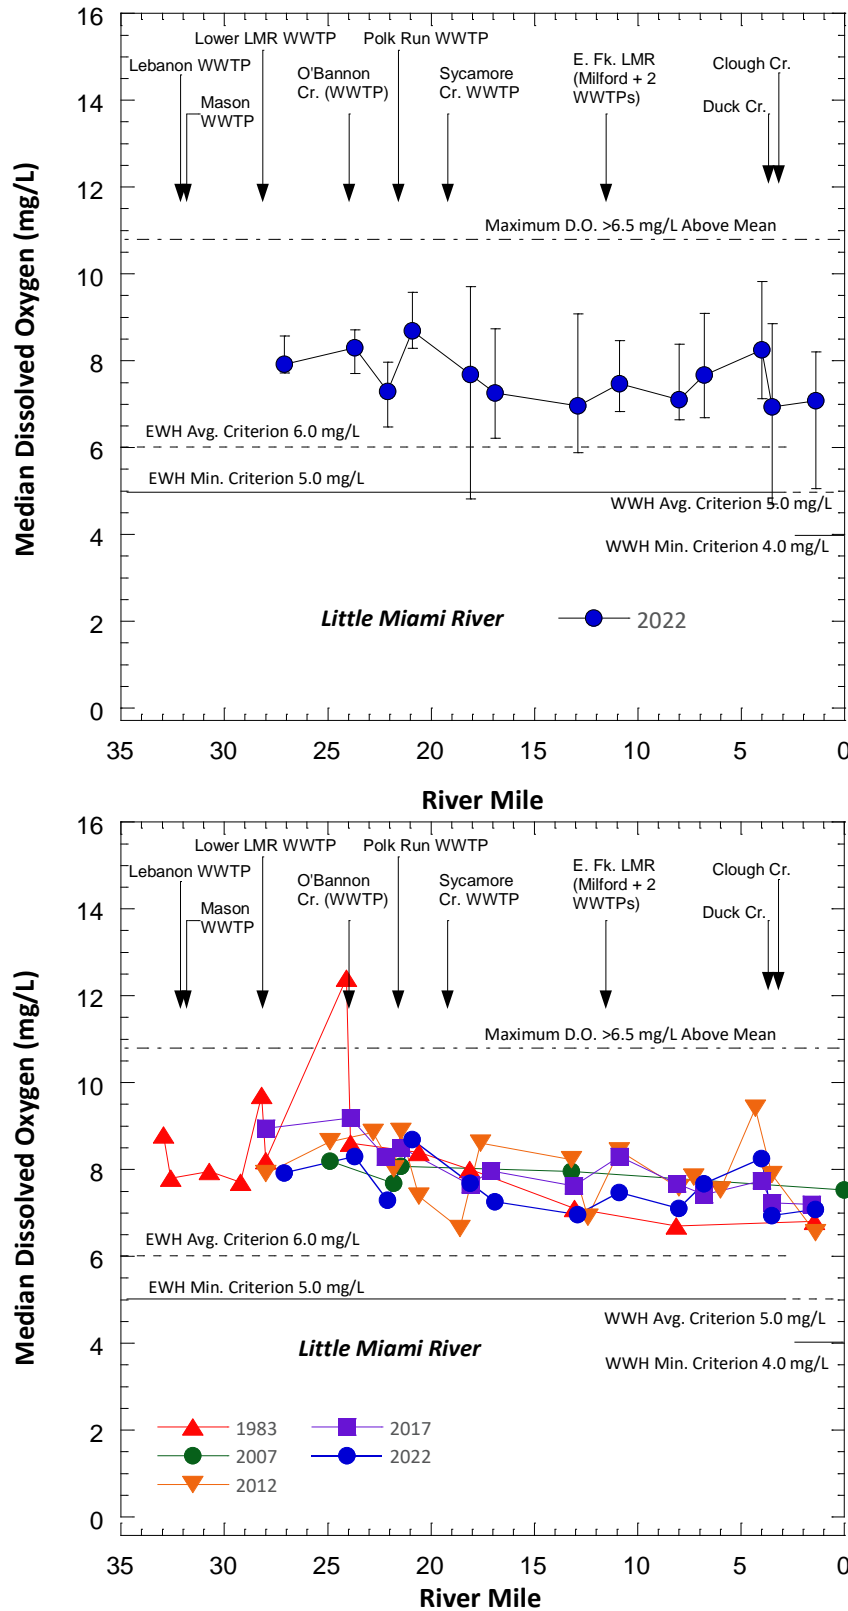 16
14
12
10
8
6
4
2
0
Median Dissolved Oxygen (mg/L)
Lower LMR WWTP
Polk Run WWTP
Lebanon WWTP
Mason
WWTP
O'Bannon
Cr. (WWTP)
Sycamore
Cr. WWTP
E. Fk. LMR
(Milford + 2
WWTPs)
Clough Cr.
Duck Cr.
Maximum D.O. >6.5 mg/L Above Mean
EWH Avg. Criterion 6.0 mg/L
EWH Min. Criterion 5.0 mg/L
WWH Avg. Criterion 5.0 mg/L
WWH Min. Criterion 4.0 mg/L
Little Miami River
2022
35 30 25 20 15 10 5 0
River Mile
16
14
12
10
8
6
4
2
0
Median Dissolved Oxygen (mg/L)
Lower LMR WWTP
Polk Run WWTP
Lebanon WWTP
Mason
WWTP
O'Bannon
Cr. (WWTP)
Sycamore
Cr. WWTP
E. Fk. LMR
(Milford + 2
WWTPs)
Clough Cr.
Duck Cr.
Maximum D.O. >6.5 mg/L Above Mean
EWH Avg. Criterion 6.0 mg/L
EWH Min. Criterion 5.0 mg/L
WWH Avg. Criterion 5.0 mg/L
WWH Min. Criterion 4.0 mg/L
Little Miami River
1983
2007
2012
2017
2022
35 30 25 20 15 10 5 0
River Mile